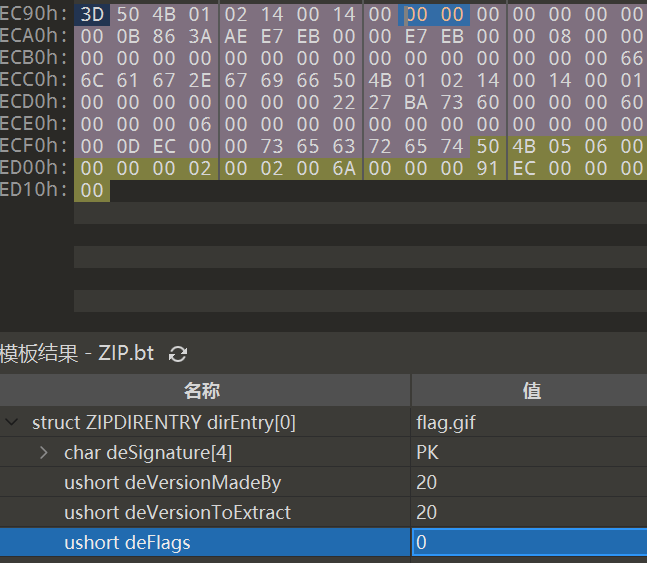 EC90h: 3D 50 4B 01 02 14 00 14 00 00 00 00 00 00 00 00
ECA0h: 00 0B 86 3A AE E7 EB 00 00 E7 EB 00 00 08 00 00
ECB0h: 00 00 00 00 00 00 00 00 00 00 00 00 00 00 00 66
ECC0h: 6C 61 67 2E 67 69 66 50 4B 01 02 14 00 14 00 01
ECD0h: 00 00 00 00 00 00 00 22 27 BA 73 60 00 00 00 60
ECE0h: 00 00 00 06 00 00 00 00 00 00 00 00 00 00 00 00
ECF0h: 00 0D EC 00 00 73 65 63 72 65 74 50 4B 05 06 00
ED00h: 00 00 00 02 00 02 00 6A 00 00 00 91 EC 00 00 00
ED10h: 00
模板结果 - ZIP.bt
名称 值
struct ZIPDIRENTRY dirEntry[0] flag.gif
char deSignature[4] PK
ushort deVersionMadeBy 20
ushort deVersionToExtract 20
ushort deFlags 0